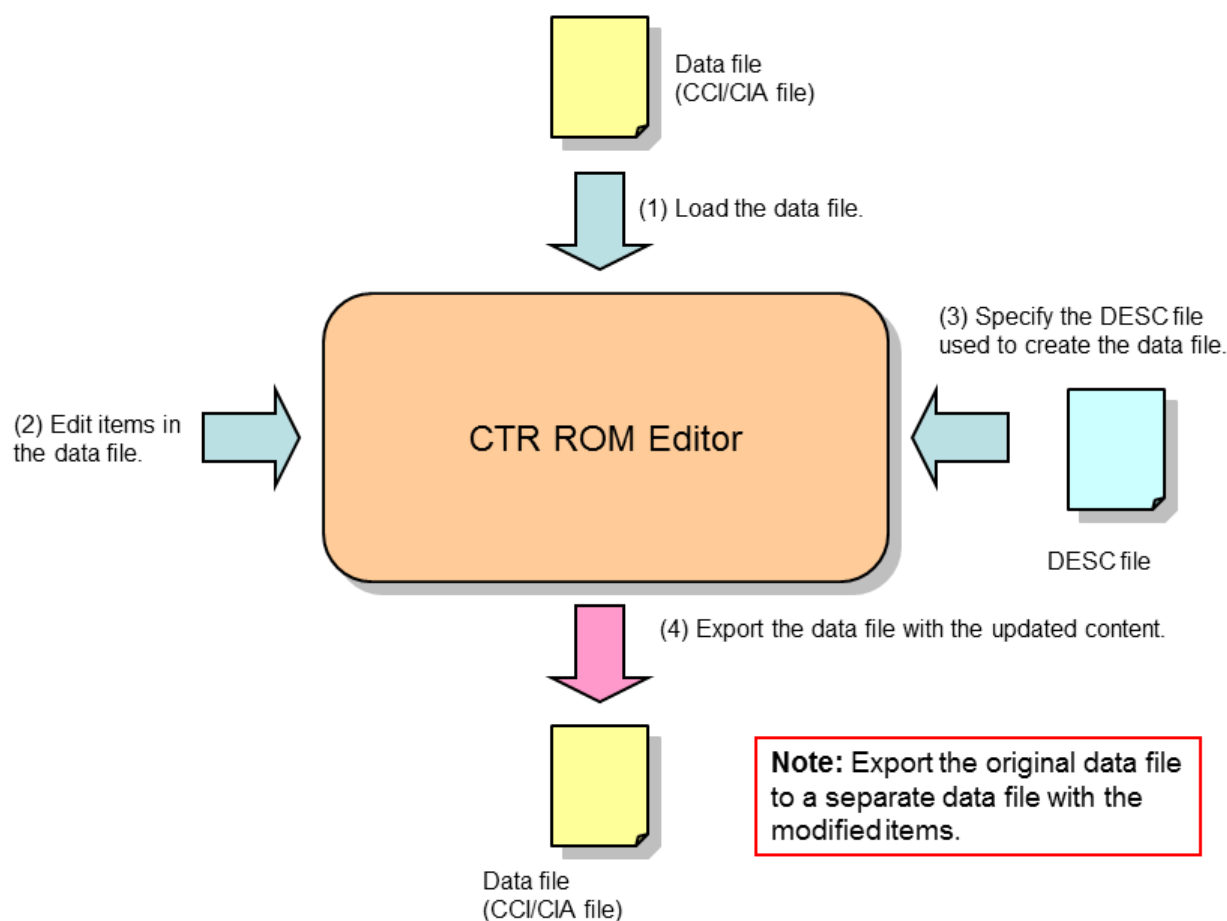 Data file
(CCI/CIA file)
(1) Load the data file.
(3) Specify the DESC file
used to create the data file.
(2) Edit items in
the data file.
CTR ROM Editor
DESC file
(4) Export the data file with the updated content.
Note: Export the original data file
to a separate data file with the
modified items.
Data file
(CCI/CIA file)